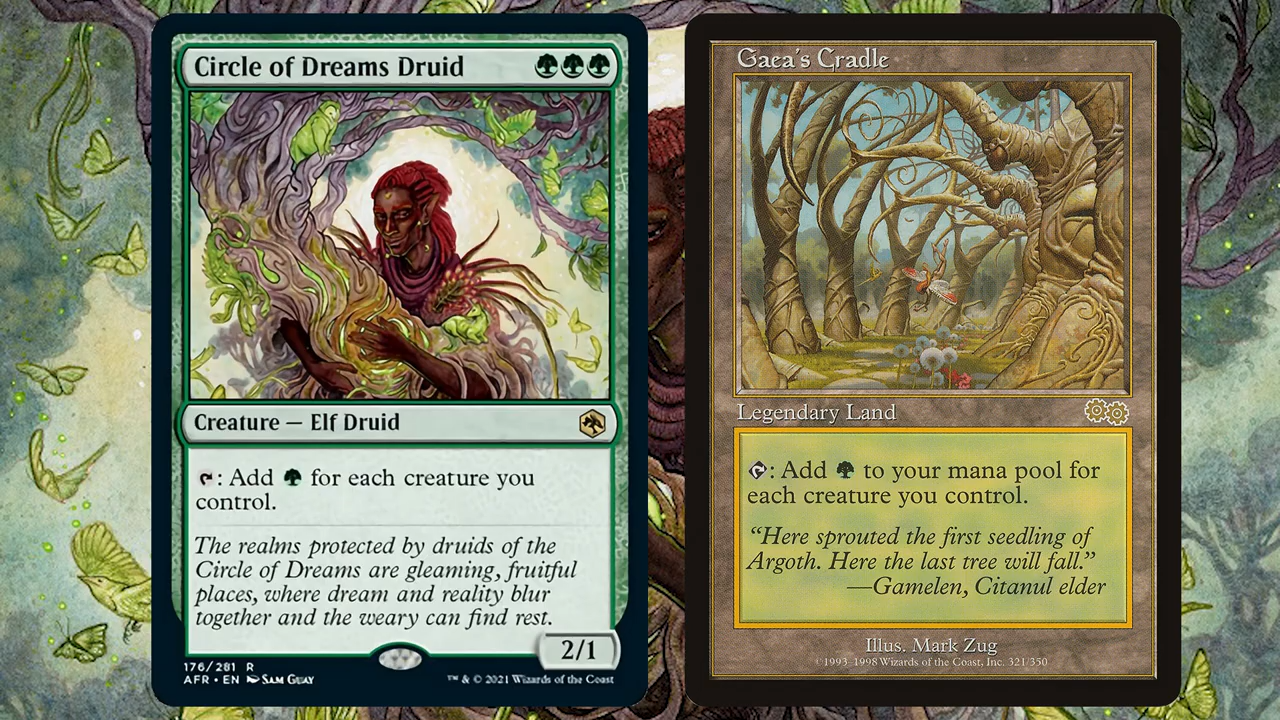 Circle of Dreams Druid
Creature — Elf Druid
: Add for each creature you
control.
The realms protected by druids of the
Circle of Dreams are gleaming, fruitful
places, where dream and reality blur
together and the weary can find rest.
2/1
176/281 R
AFR • EN Sam Guay
™ & © 2021 Wizards of the Coast
Gaea's Cradle
Legendary Land
: Add to your mana pool for
each creature you control.
“Here sprouted the first seedling of
Argoth. Here the last tree will fall.”
—Gamelen, Citanul elder
Illus. Mark Zug
©1993-1998 Wizards of the Coast, Inc. 321/350